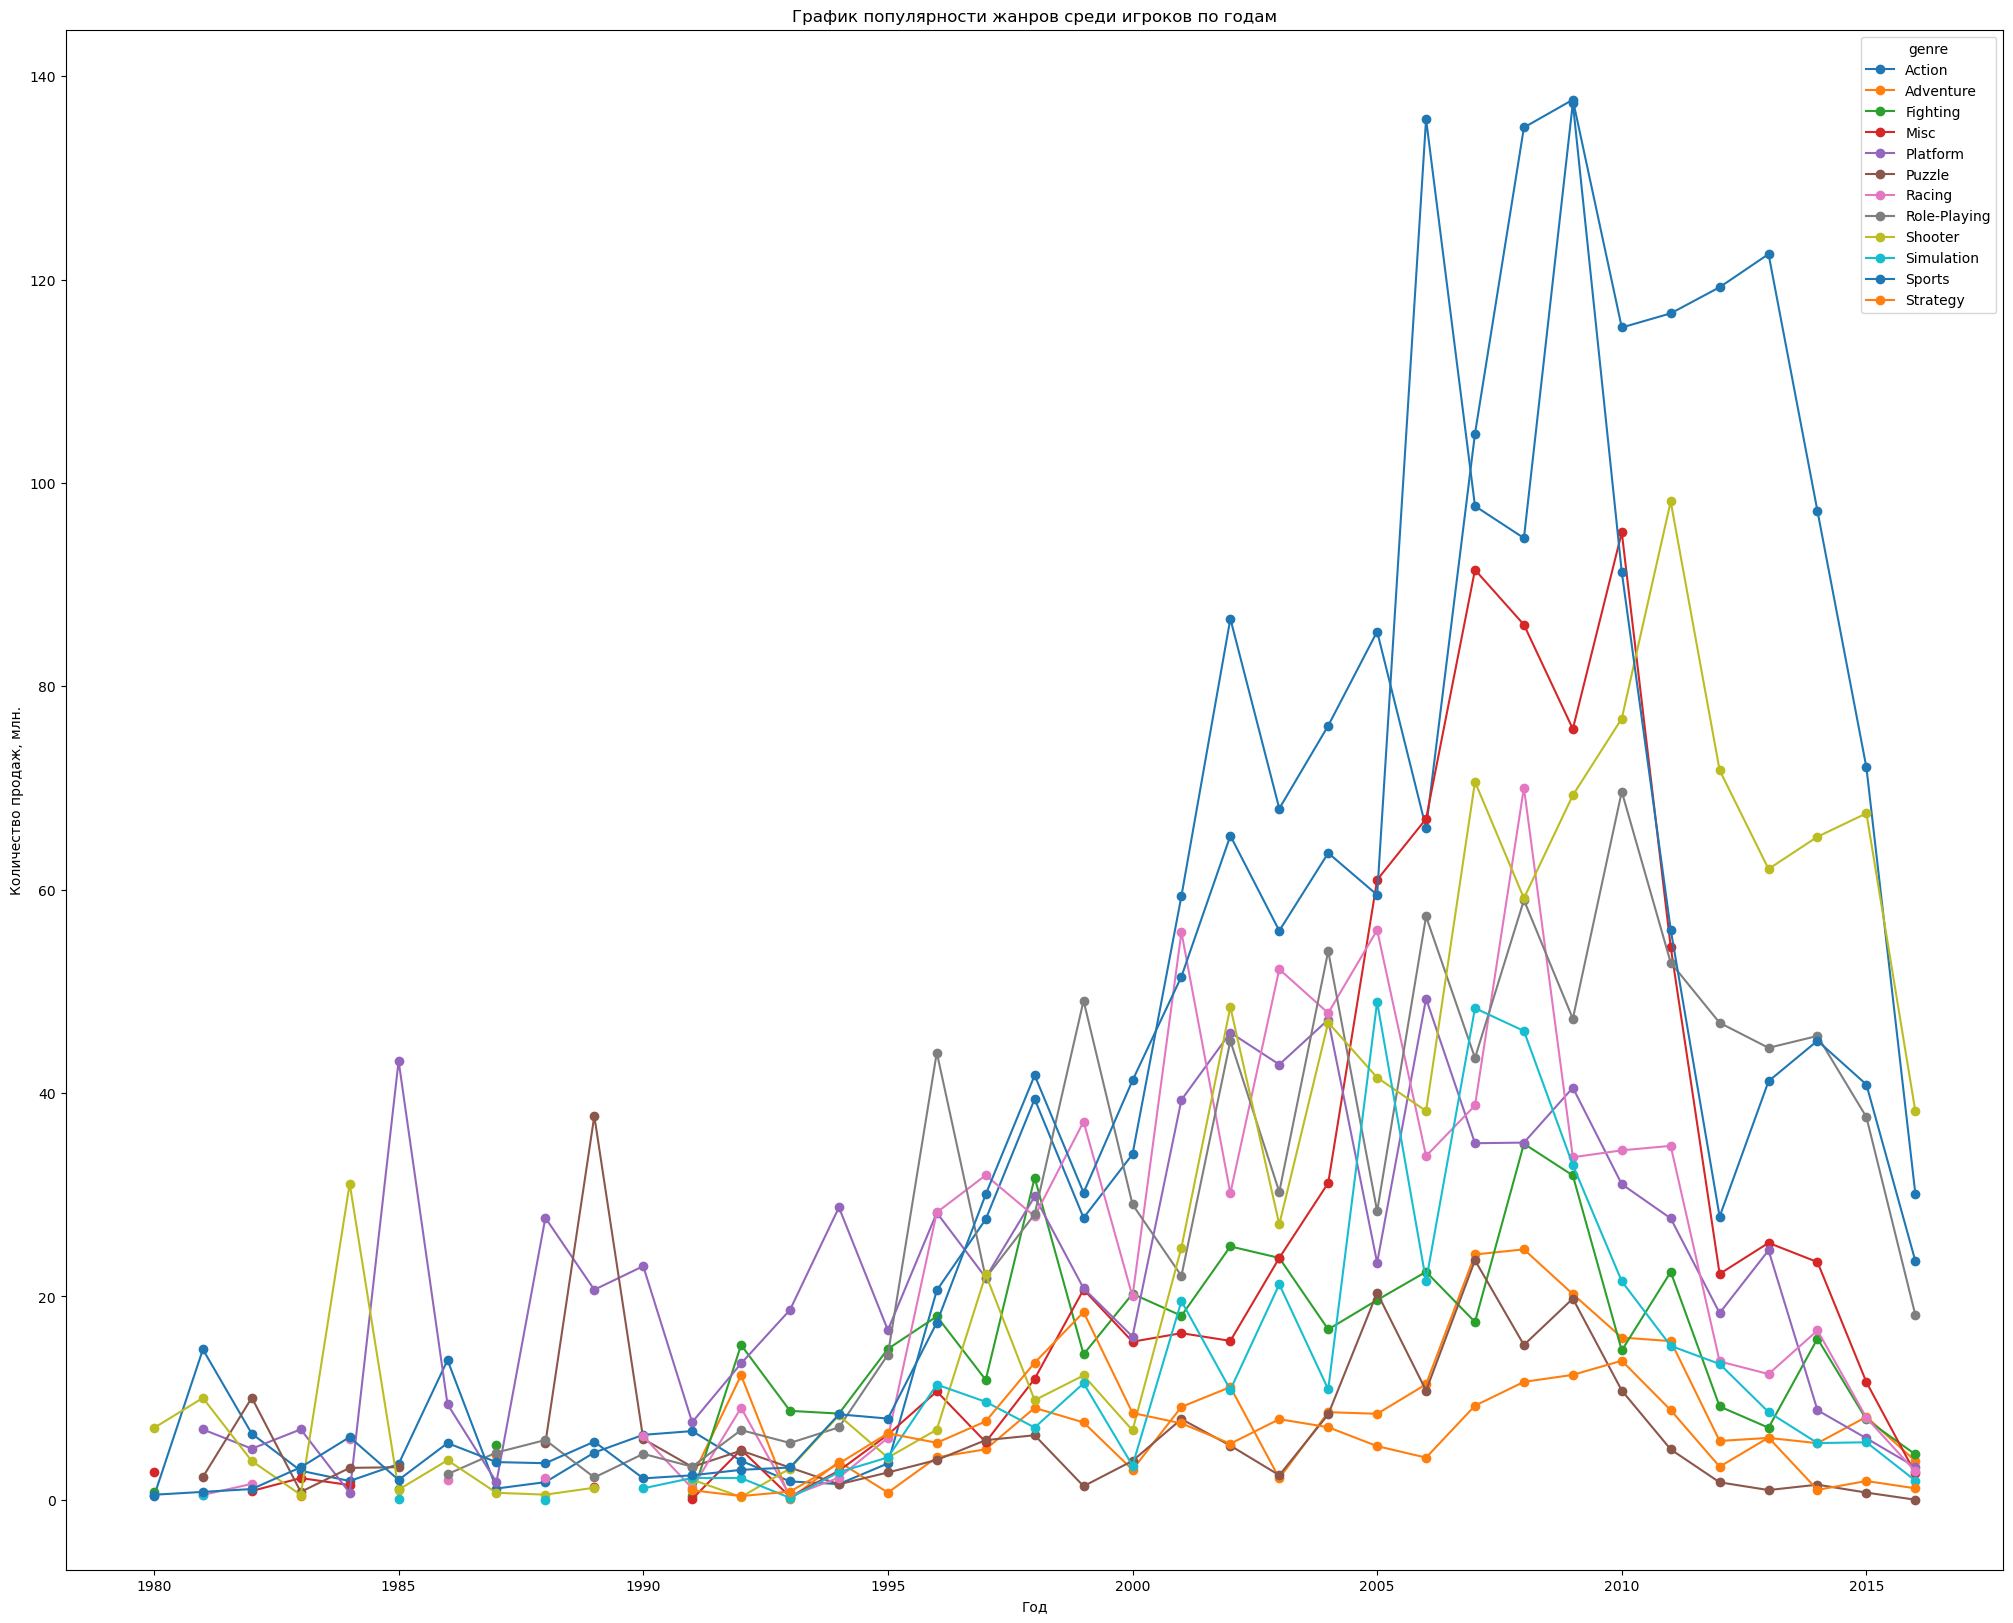 График популярности жанров среди игроков по годам
genre
Action
Adventure
Fighting
Misc
Platform
Puzzle
Racing
Role-Playing
Shooter
Simulation
Sports
Strategy
Количество продаж, млн.
140
120
100
80
60
40
20
0
1980 1985 1990 1995 2000 2005 2010 2015
Год